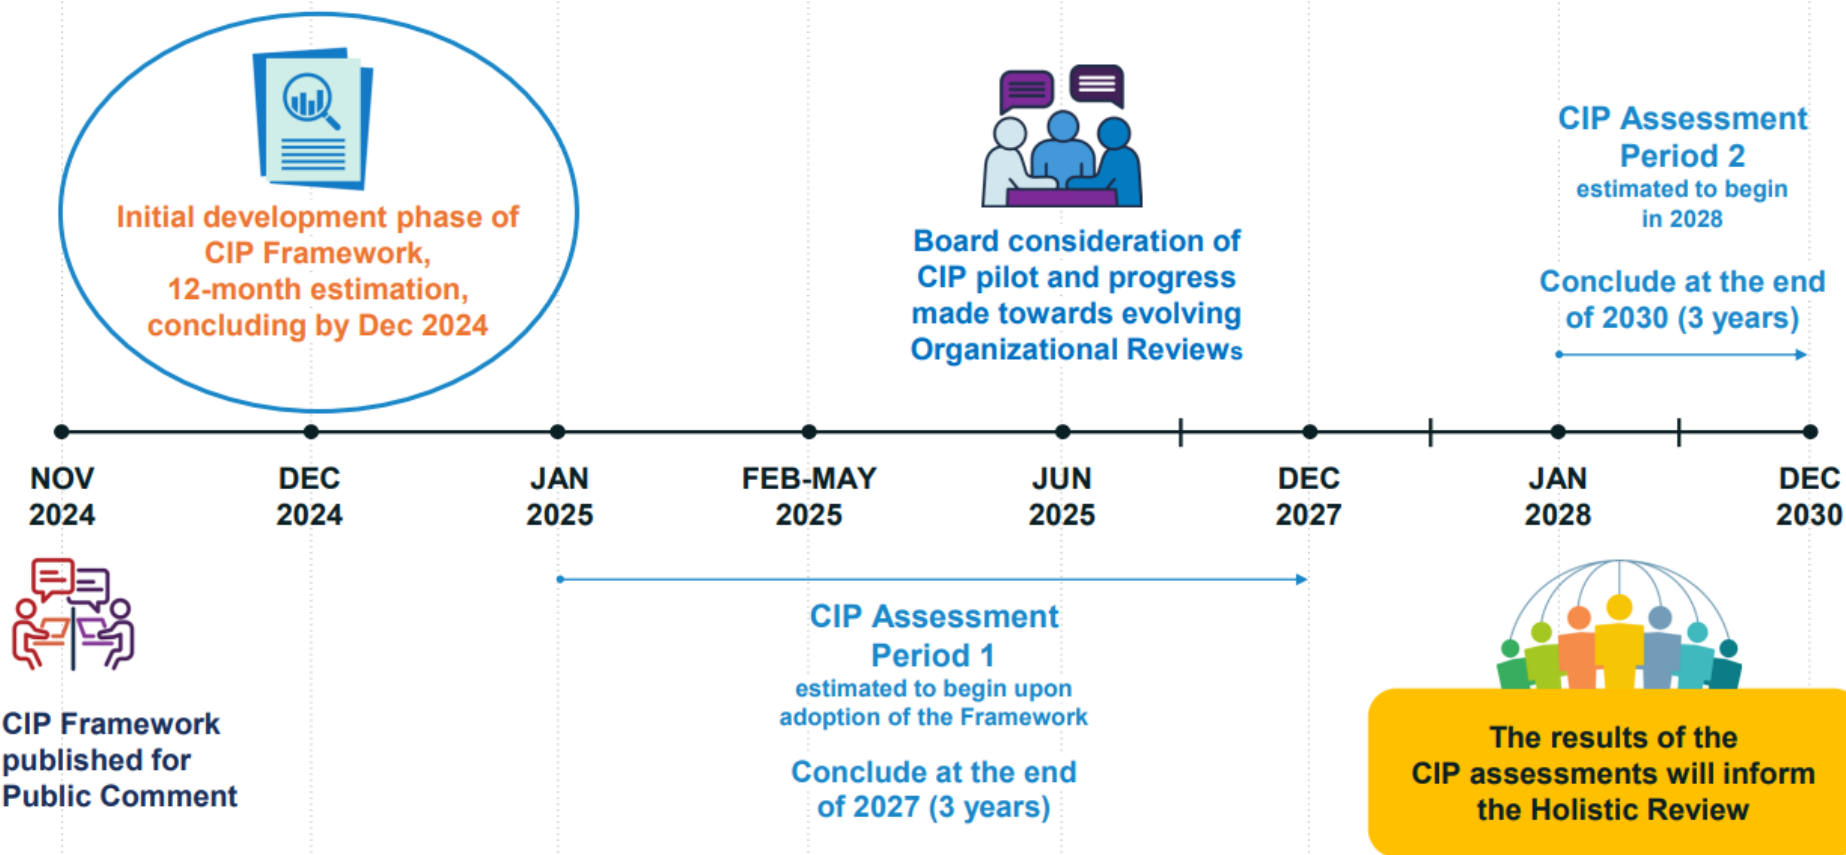 Initial development phase of
CIP Framework,
12-month estimation,
concluding by Dec 2024
Board consideration of
CIP pilot and progress
made towards evolving
Organizational Reviews
CIP Assessment
Period 2
estimated to begin
in 2028
Conclude at the end
of 2030 (3 years)
NOV
2024
DEC
2024
JAN
2025
FEB-MAY
2025
JUN
2025
DEC
2027
JAN
2028
DEC
2030
CIP Framework
published for
Public Comment
CIP Assessment
Period 1
estimated to begin upon
adoption of the Framework
Conclude at the end
of 2027 (3 years)
The results of the
CIP assessments will inform
the Holistic Review